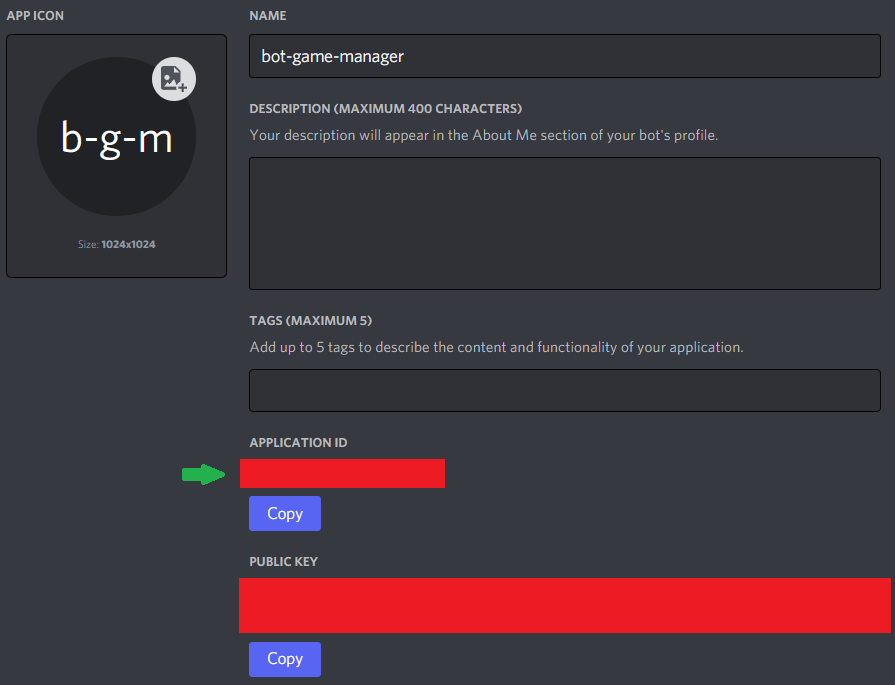 APP ICON
b-g-m
Size: 1024x1024
NAME
bot-game-manager
DESCRIPTION (MAXIMUM 400 CHARACTERS)
Your description will appear in the About Me section of your bot's profile.
TAGS (MAXIMUM 5)
Add up to 5 tags to describe the content and functionality of your application.
APPLICATION ID
Copy
PUBLIC KEY
Copy